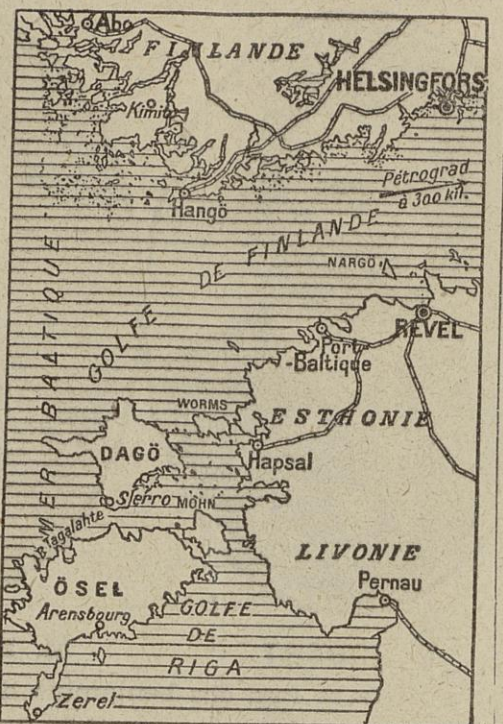 Abo
FINLANDE
HELSINGFORS
Kimito
Hangö
Pétrograd
à 300 kil.
MER BALTIQUE
GOLFE DE FINLANDE
NARGÖ
REVEL
Port
-Baltique
WORMS
ESTHONIE
DAGÖ
Hapsal
Serro
MÖHN
B. Tagalahte
LIVONIE
ÖSEL
Pernau
Arensbourg
GOLFE
DE
RIGA
Zerel